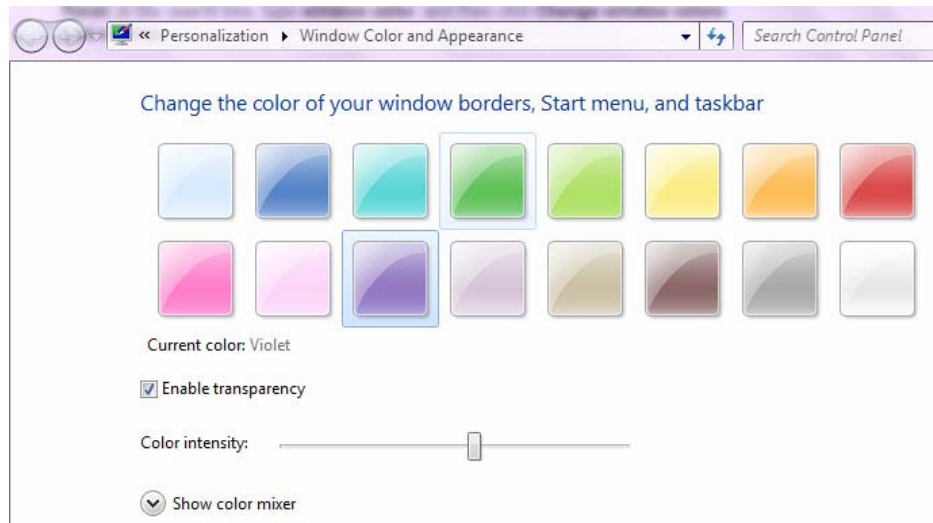 « Personalization ▸ Window Color and Appearance
Search Control Panel
Change the color of your window borders, Start menu, and taskbar
Current color: Violet
Enable transparency
Color intensity:
Show color mixer